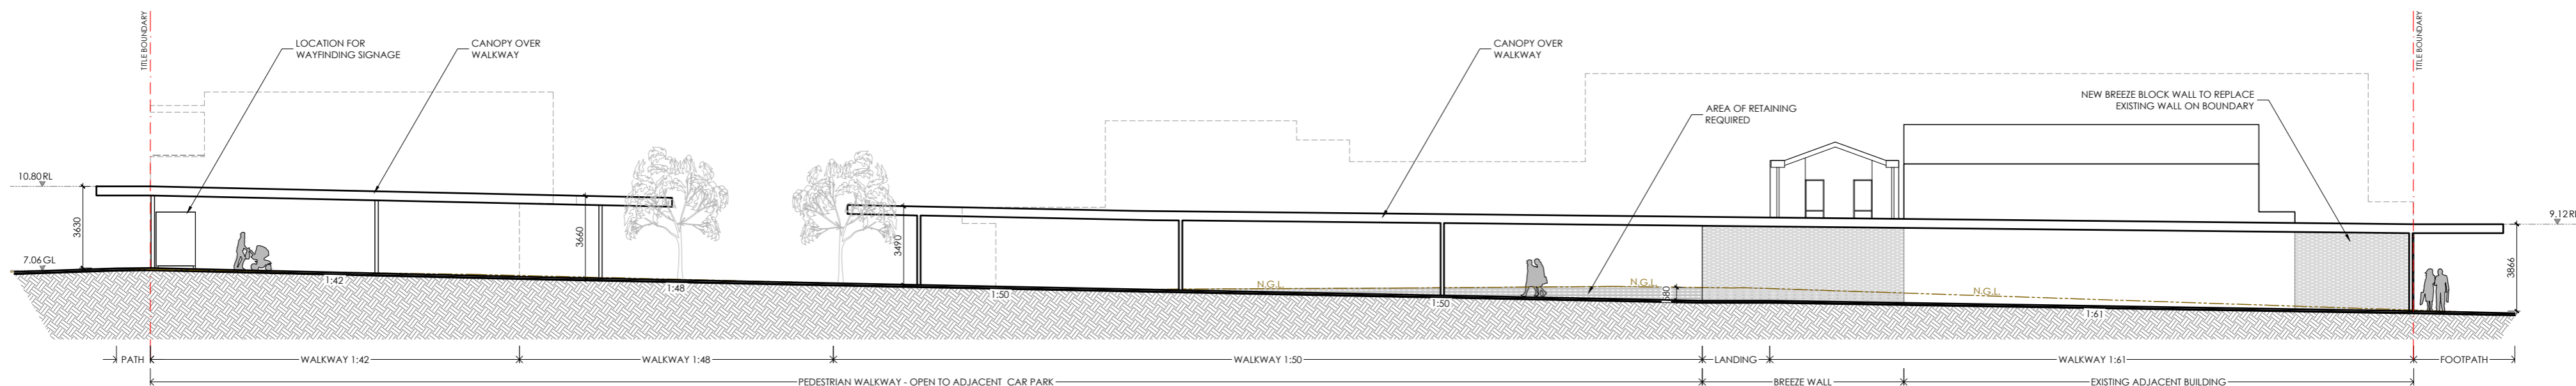 TITLE BOUNDARY
LOCATION FOR
WAYFINDING SIGNAGE
CANOPY OVER
WALKWAY
CANOPY OVER
WALKWAY
AREA OF RETAINING
REQUIRED
NEW BREEZE BLOCK WALL TO REPLACE
EXISTING WALL ON BOUNDARY
TITLE BOUNDARY
10.80 RL
9.12 RL
3630
3660
3490
3866
7.06 GL
N.G.L.
N.G.L.
N.G.L.
1:42
1:48
1:50
1:50
1:61
PATH
WALKWAY 1:42
WALKWAY 1:48
WALKWAY 1:50
LANDING
WALKWAY 1:61
FOOTPATH
PEDESTRIAN WALKWAY - OPEN TO ADJACENT CAR PARK
BREEZE WALL
EXISTING ADJACENT BUILDING